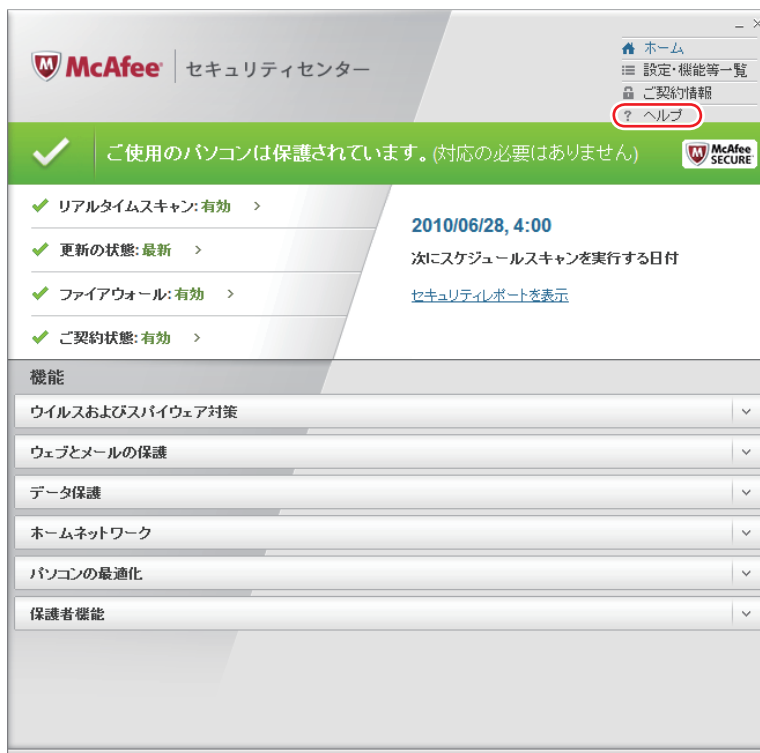 McAfee セキュリティセンター
ホーム
設定・機能等一覧
ご契約情報
? ヘルプ
ご使用のパソコンは保護されています。(対応の必要はありません)
McAfee SECURE
リアルタイムスキャン:有効 >
更新の状態:最新 >
ファイアウォール:有効 >
ご契約状態:有効 >
2010/06/28, 4:00
次にスケジュールスキャンを実行する日付
セキュリティレポートを表示
機能
ウイルスおよびスパイウェア対策
ウェブとメールの保護
データ保護
ホームネットワーク
パソコンの最適化
保護者機能